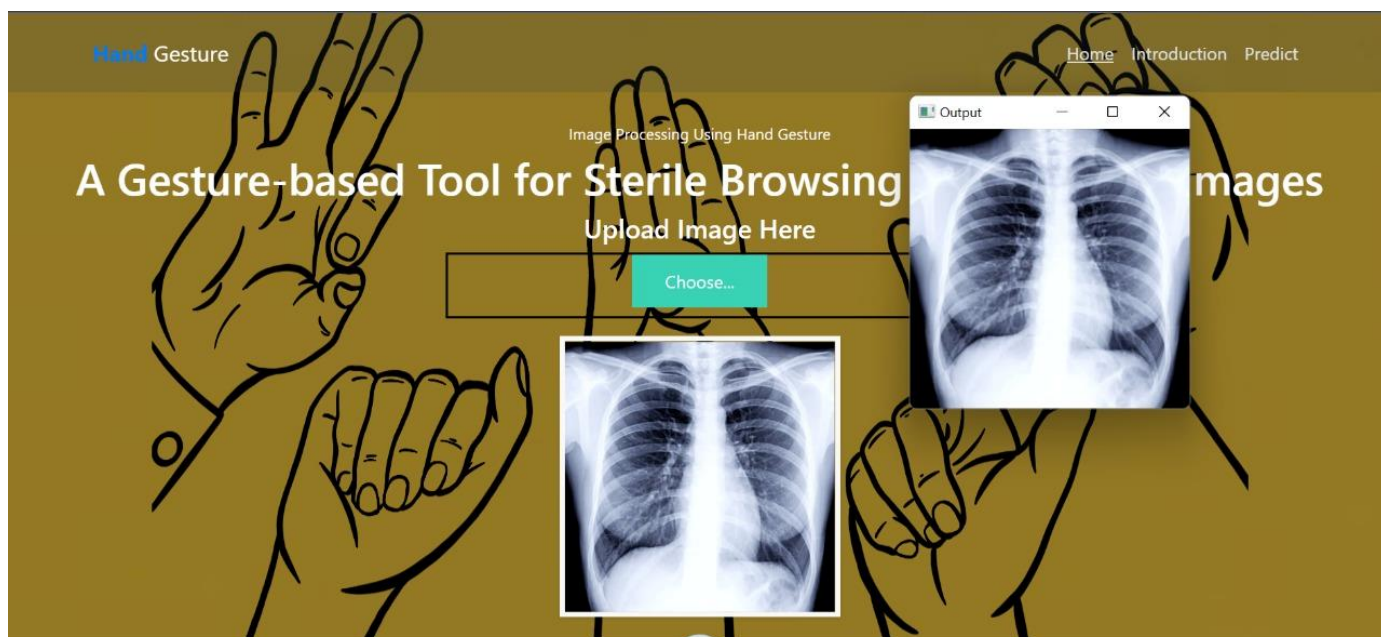 Hand Gesture
Home Introduction Predict
Output
Image Processing Using Hand Gesture
A Gesture-based Tool for Sterile Browsing mages
Upload Image Here
Choose...